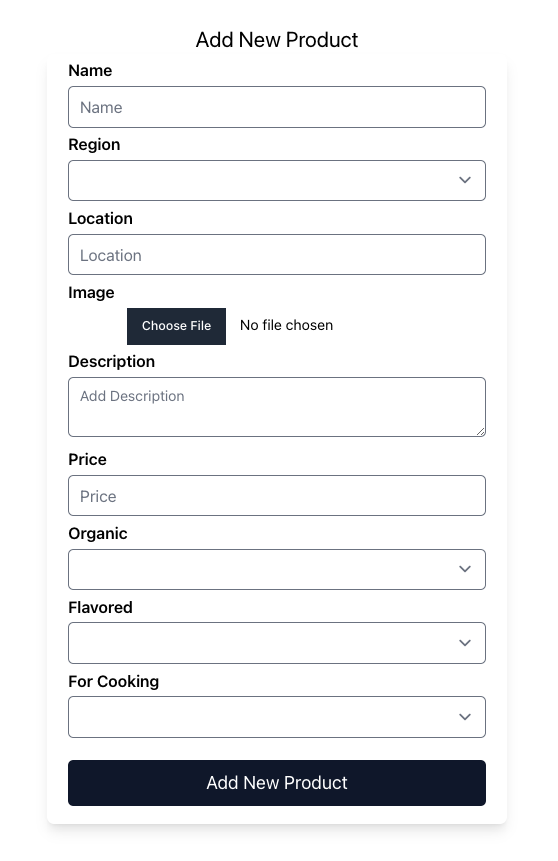 Add New Product
Name
Name
Region
Location
Location
Image
Choose File No file chosen
Description
Add Description
Price
Price
Organic
Flavored
For Cooking
Add New Product